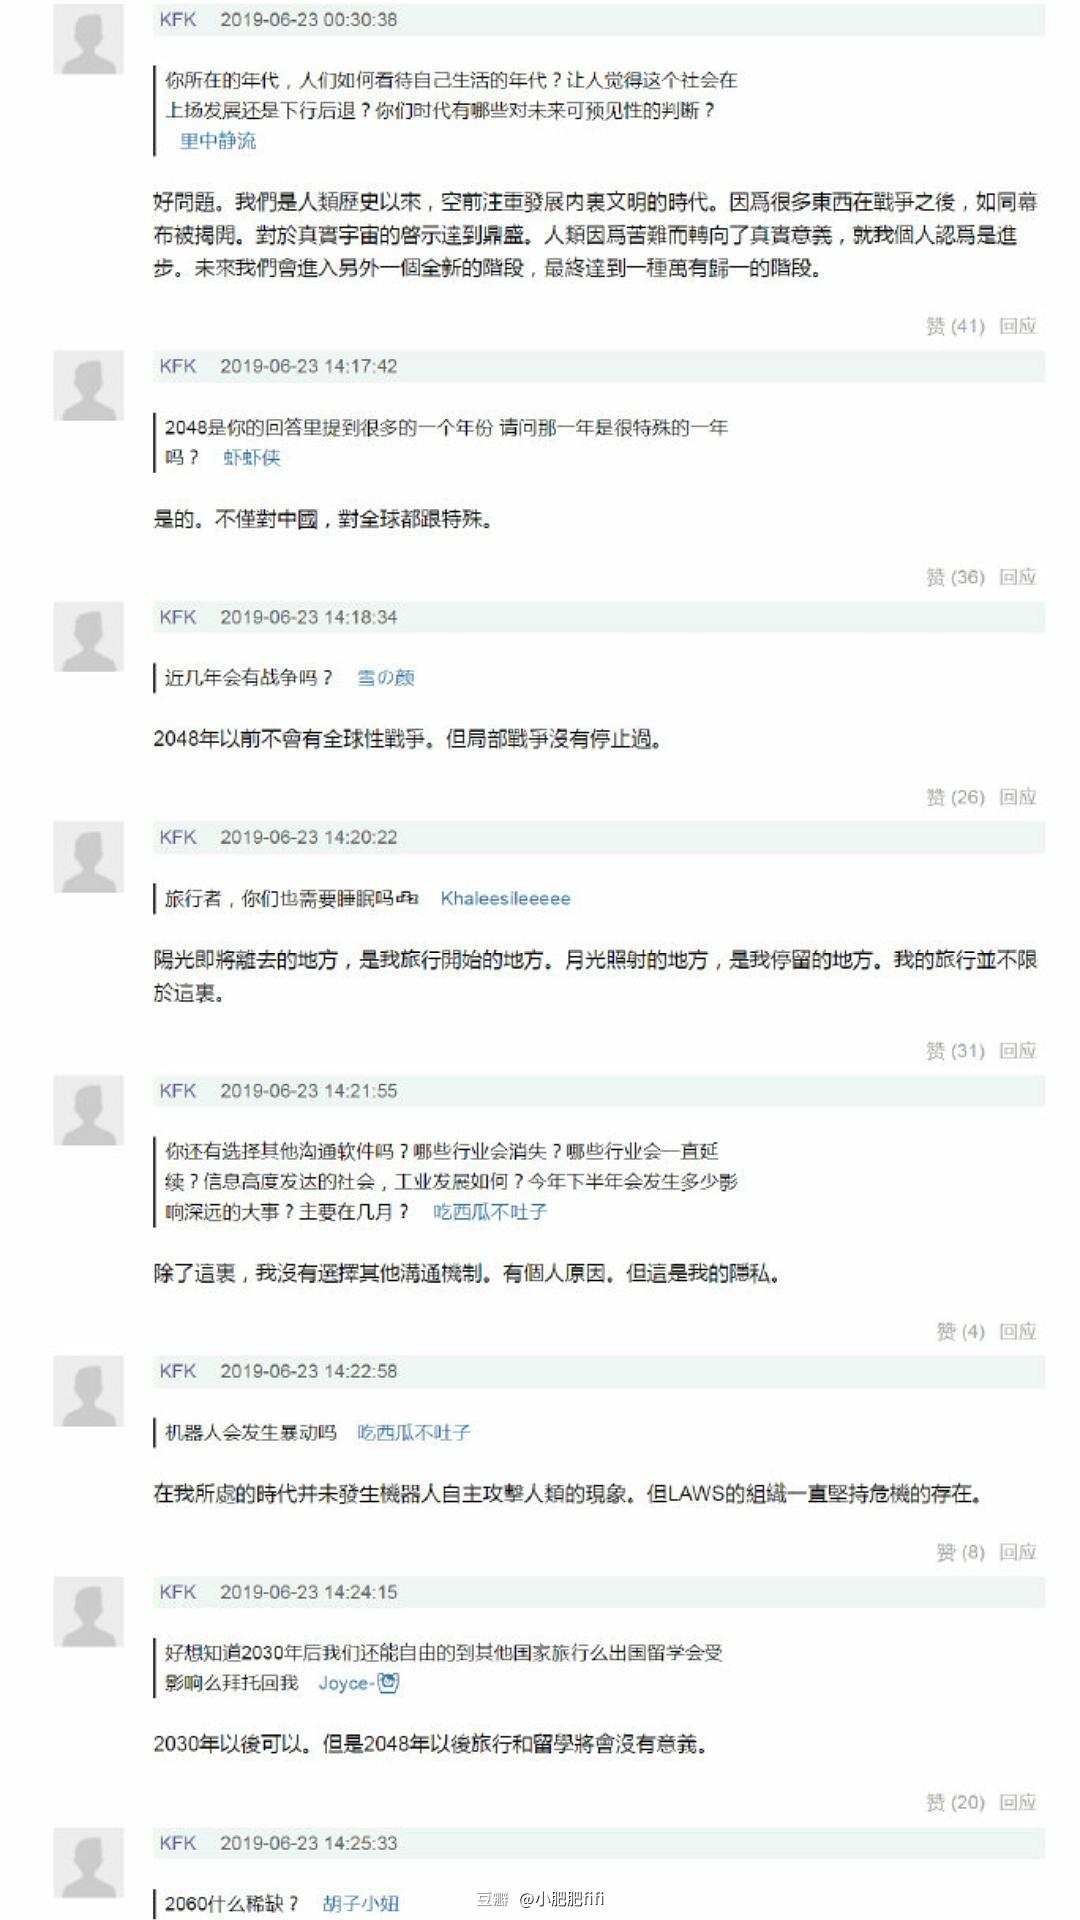 KFK 2019-06-23 00:30:38
你所在的年代，人们如何看待自己生活的年代？让人觉得这个社会在
上扬发展还是下行后退？你们时代有哪些对未来可预见性的判断？
里中静流
好問題。我們是人類歷史以來，空前注重發展内裏文明的時代。因爲很多東西在戰爭之後，如同幕
布被揭開。對於真實宇宙的啓示達到鼎盛。人類因爲苦難而轉向了真實意義，就我個人認爲是進
步。未來我們會進入另外一個全新的階段，最終達到一種萬有歸一的階段。
赞 (41) 回应
KFK 2019-06-23 14:17:42
2048是你的回答里提到很多的一个年份 请问那一年是很特殊的一年
吗？ 虾虾侠
是的。不僅對中國，對全球都跟特殊。
赞 (36) 回应
KFK 2019-06-23 14:18:34
近几年会有战争吗？ 雪の颜
2048年以前不會有全球性戰爭。但局部戰爭沒有停止過。
赞 (26) 回应
KFK 2019-06-23 14:20:22
旅行者，你们也需要睡眠吗 Khaleesileeeee
陽光即將離去的地方，是我旅行開始的地方。月光照射的地方，是我停留的地方。我的旅行並不限
於這裏。
赞 (31) 回应
KFK 2019-06-23 14:21:55
你还有选择其他沟通软件吗？哪些行业会消失？哪些行业会一直延
续？信息高度发达的社会，工业发展如何？今年下半年会发生多少影
响深远的大事？主要在几月？ 吃西瓜不吐子
除了這裏，我沒有選擇其他溝通機制。有個人原因。但這是我的隱私。
赞 (4) 回应
KFK 2019-06-23 14:22:58
机器人会发生暴动吗 吃西瓜不吐子
在我所處的時代并未發生機器人自主攻擊人類的現象。但LAWS的組織一直堅持危機的存在。
赞 (8) 回应
KFK 2019-06-23 14:24:15
好想知道2030年后我们还能自由的到其他国家旅行么出国留学会受
影响么拜托回我 Joyce-
2030年以後可以。但是2048年以後旅行和留學將會沒有意義。
赞 (20) 回应
KFK 2019-06-23 14:25:33
2060什么稀缺？ 胡子小妞
豆瓣 @小肥肥fifi